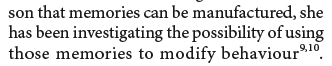 son that memories can be manufactured, she
has been investigating the possibility of using
those memories to modify behaviour9,10.